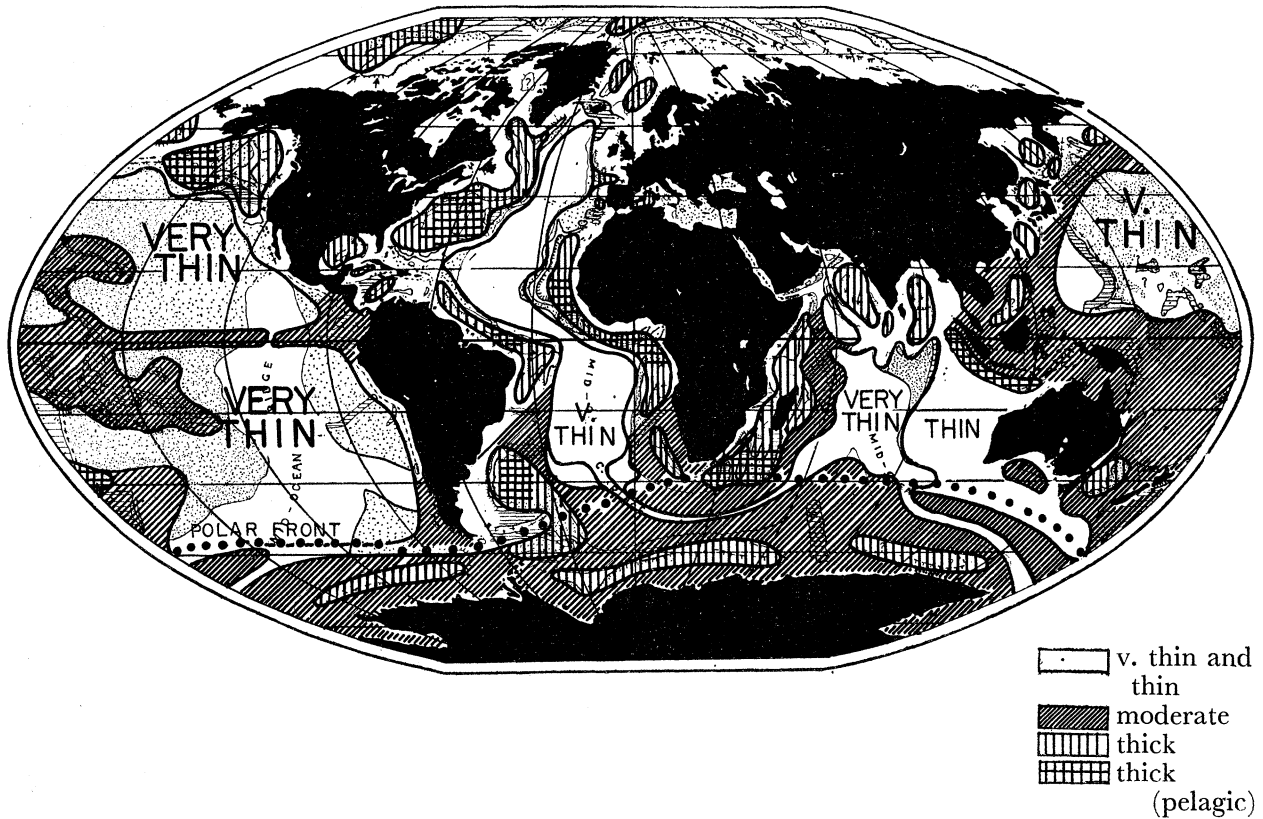 VERY
THIN
V.
THIN
VERY
THIN
MID-
V.
THIN
VERY
THIN
MID-
THIN
OCEAN
POLAR FRONT
v. thin and
thin
moderate
thick
thick
(pelagic)